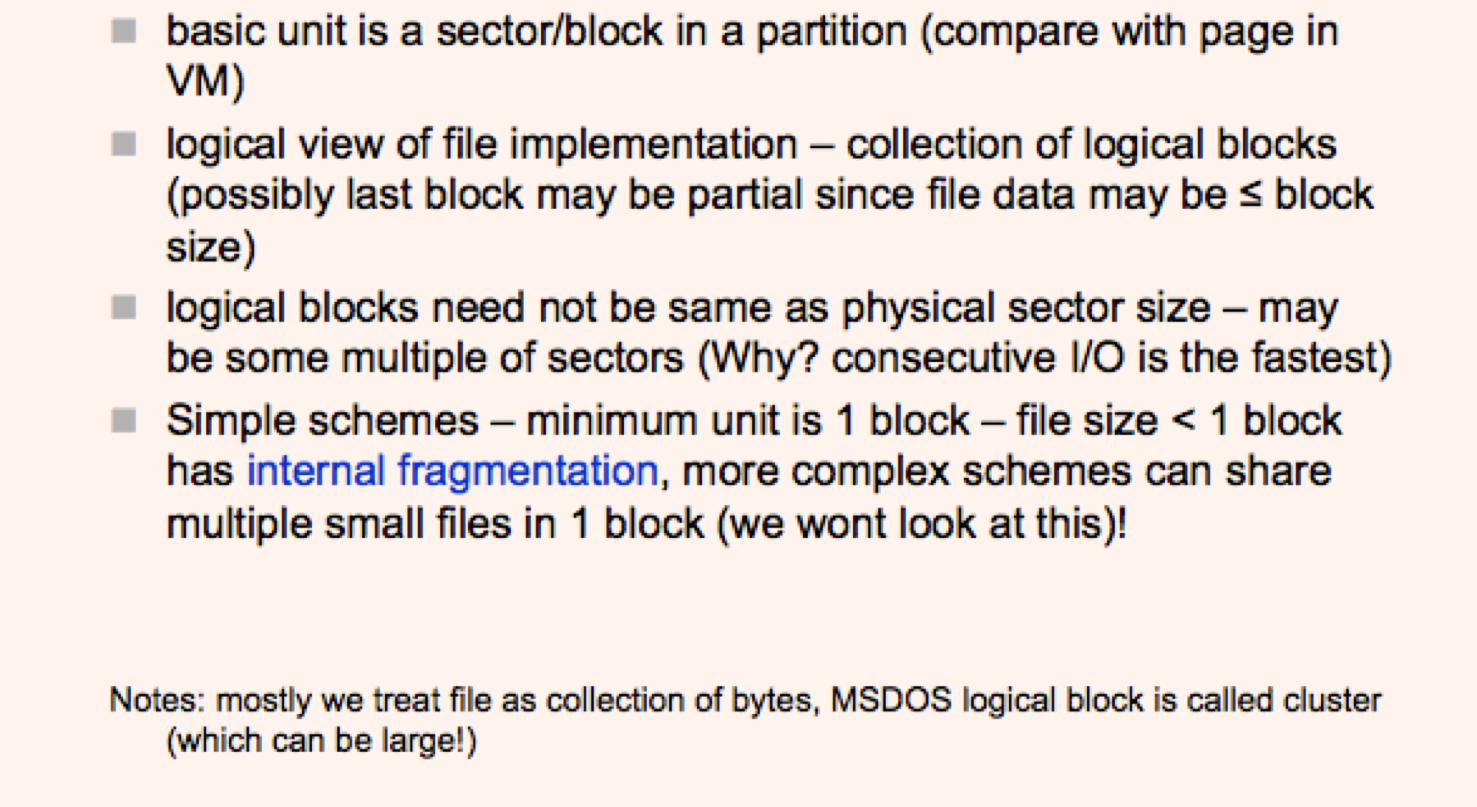 basic unit is a sector/block in a partition (compare with page in
VM)
logical view of file implementation – collection of logical blocks
(possibly last block may be partial since file data may be ≤ block
size)
logical blocks need not be same as physical sector size – may
be some multiple of sectors (Why? consecutive I/O is the fastest)
Simple schemes – minimum unit is 1 block – file size < 1 block
has internal fragmentation, more complex schemes can share
multiple small files in 1 block (we wont look at this)!
Notes: mostly we treat file as collection of bytes, MSDOS logical block is called cluster
(which can be large!)